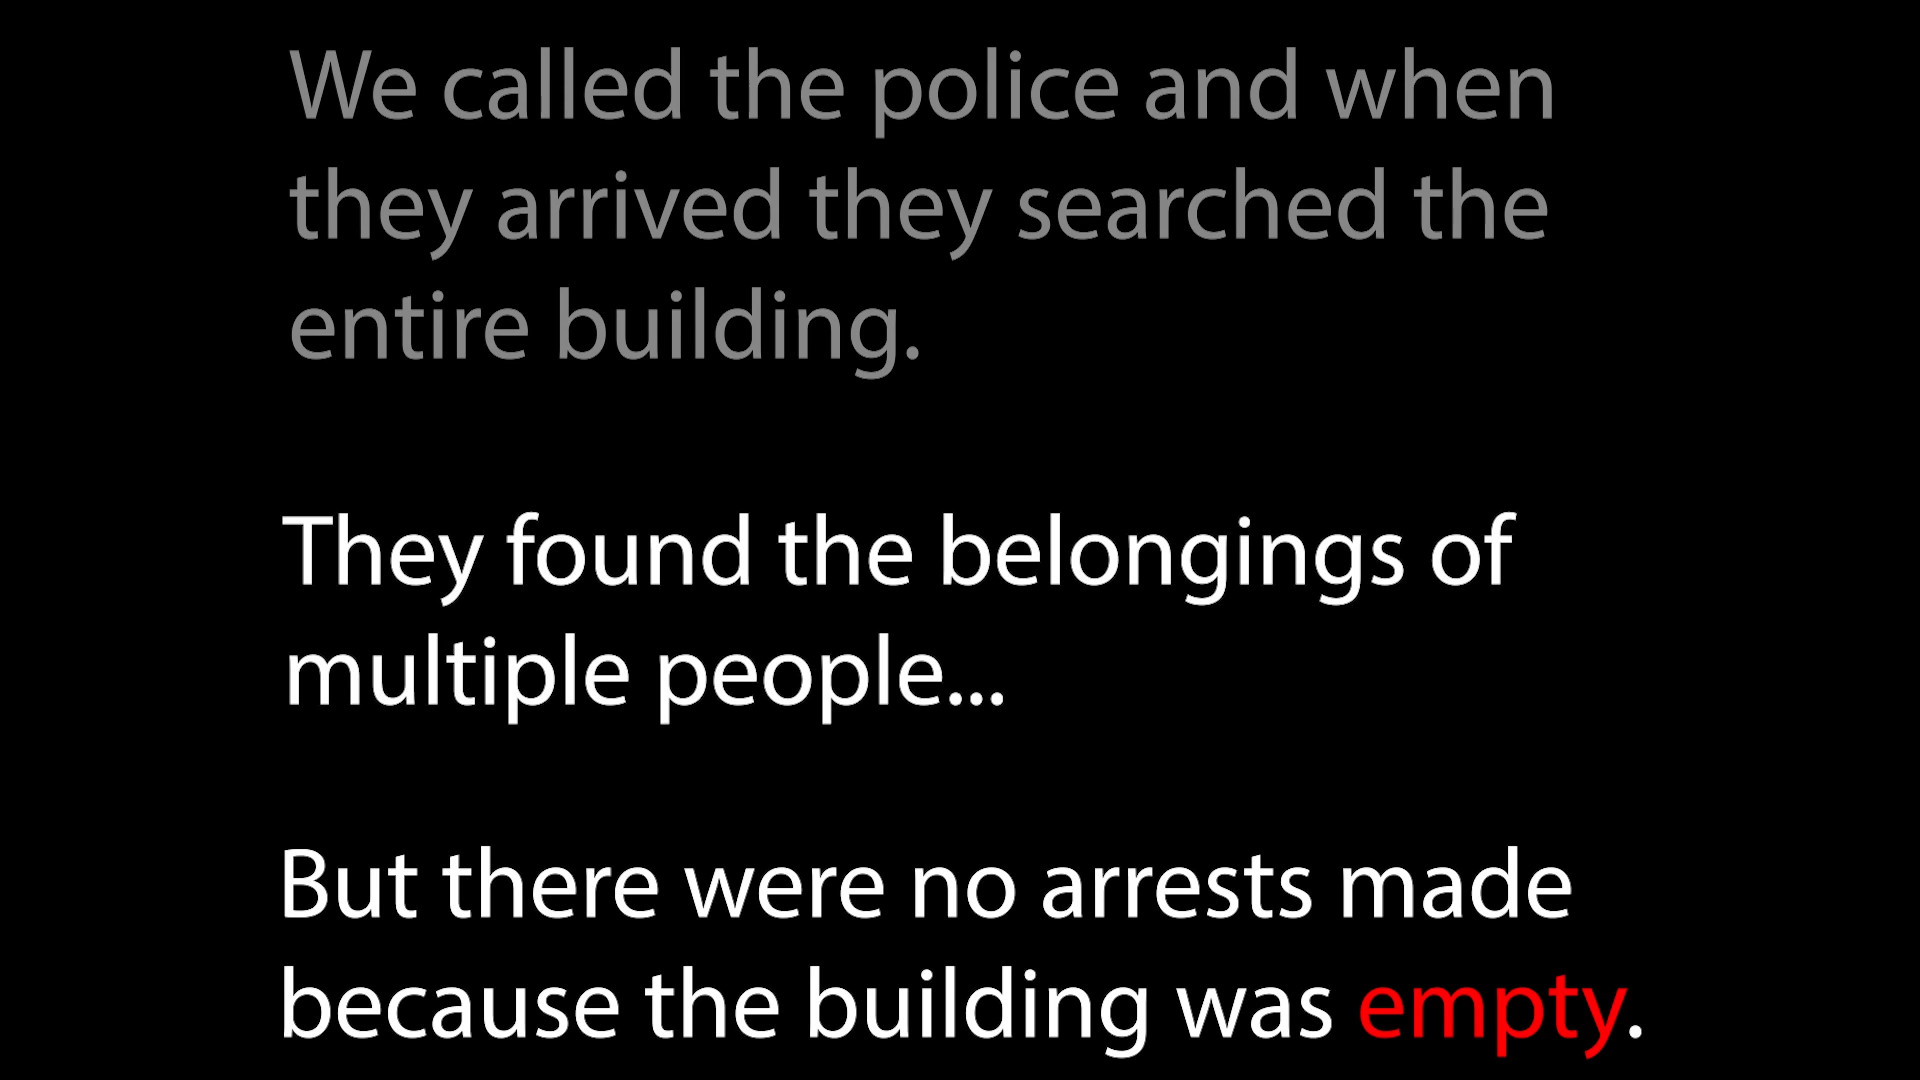 We called the police and when
they arrived they searched the
entire building.
They found the belongings of
multiple people...
But there were no arrests made
because the building was empty.